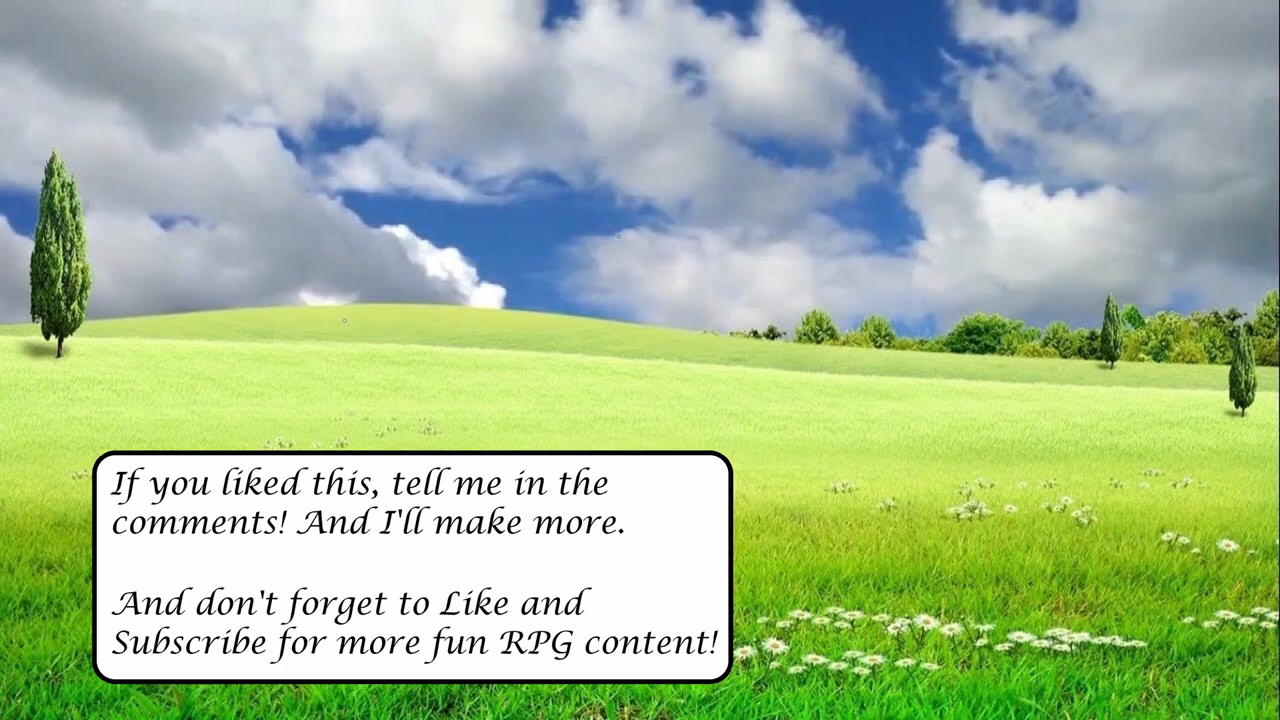 If you liked this, tell me in the
comments! And I'll make more.
And don't forget to Like and
Subscribe for more fun RPG content!